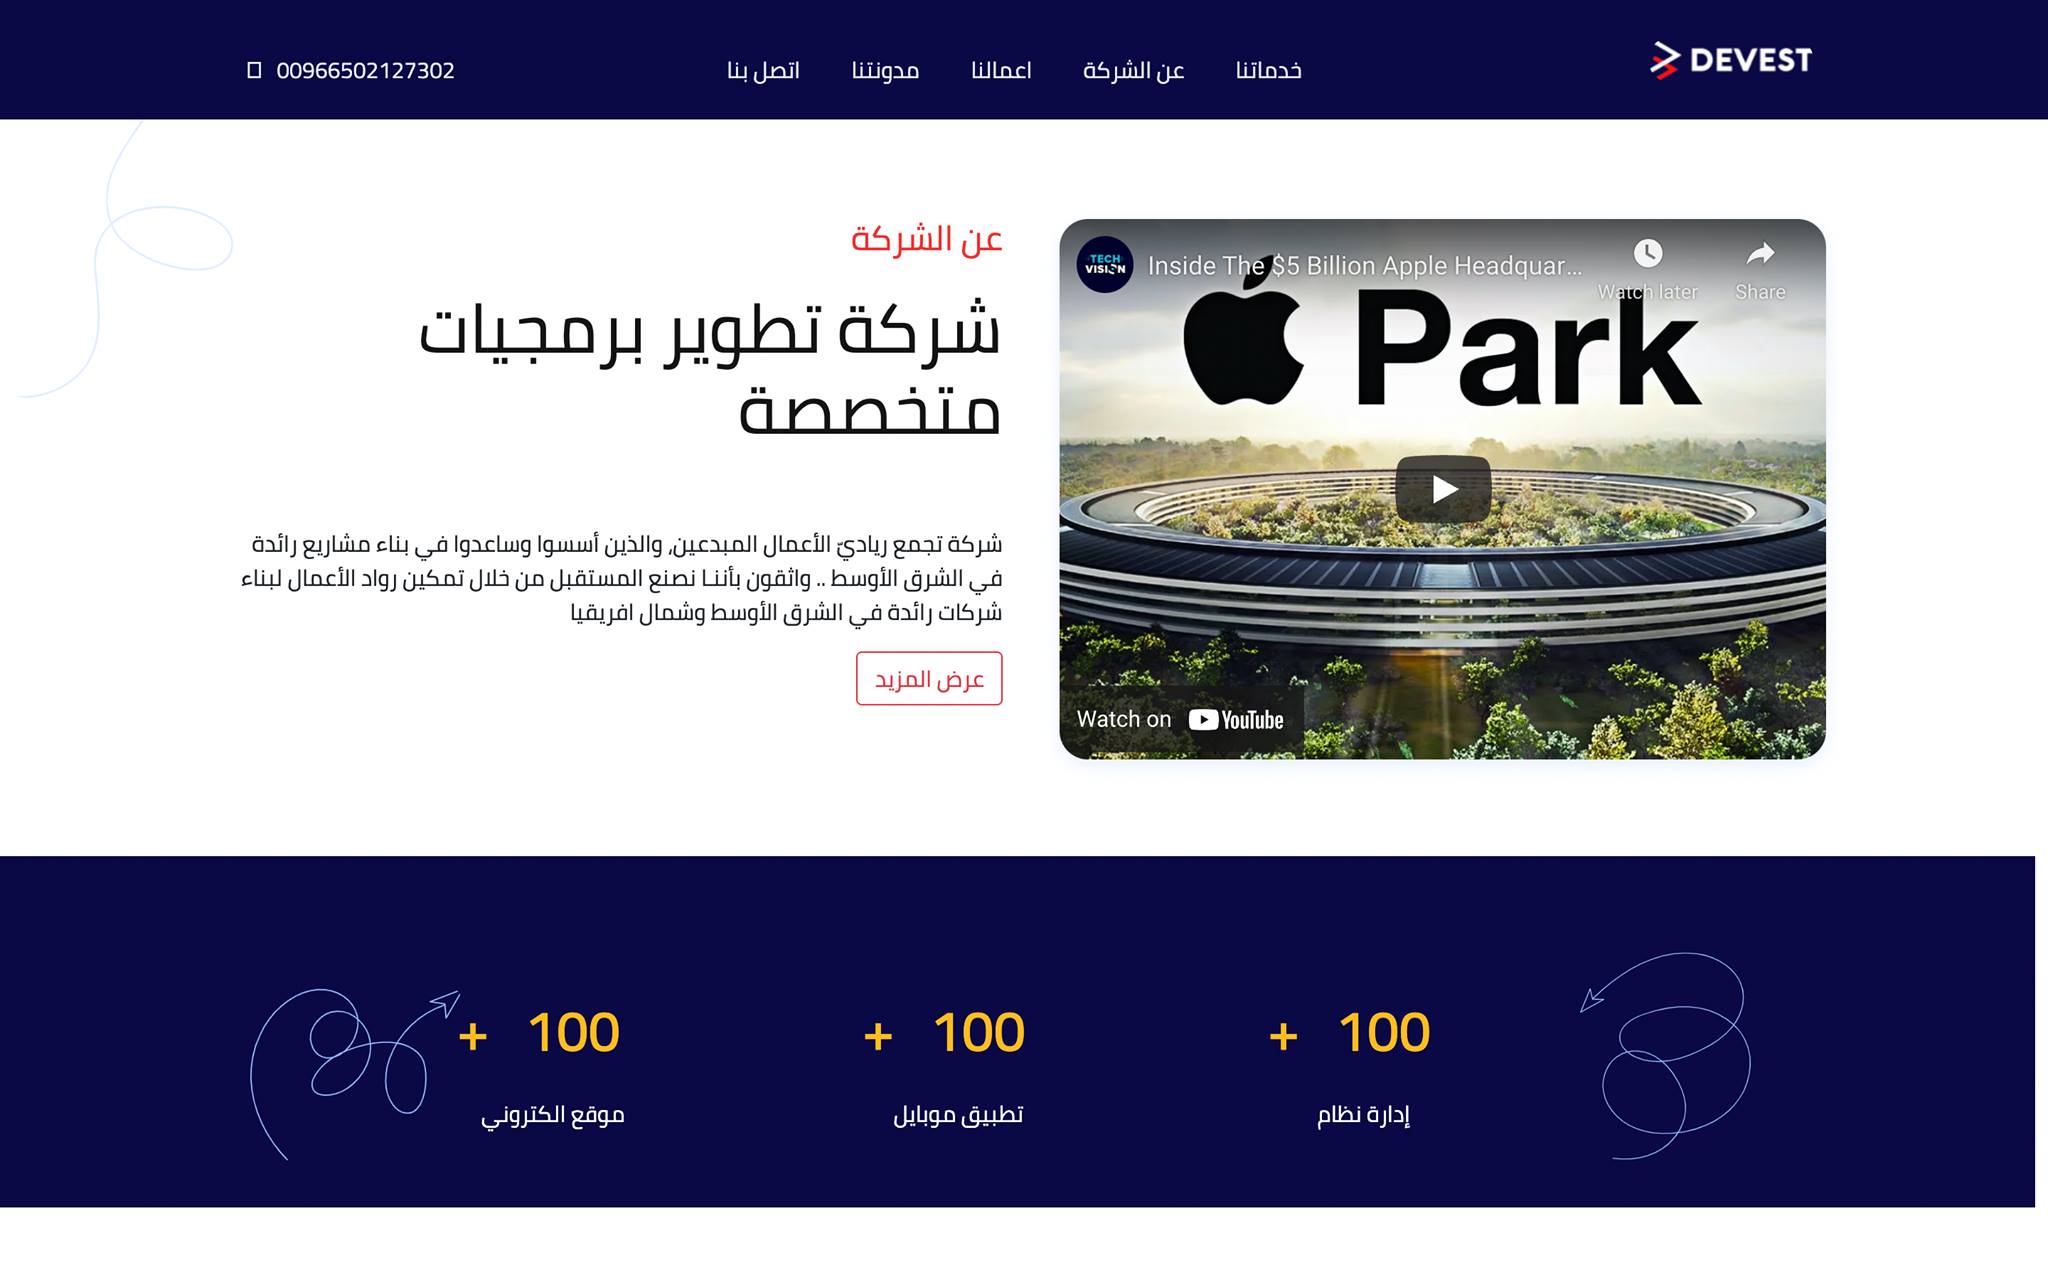 DEVEST
خدماتنا
عن الشركة
اعمالنا
مدونتنا
اتصل بنا
00966502127302
TECH VISION
Inside The $5 Billion Apple Headquar...
Watch later
Share
Park
Watch on YouTube
عن الشركة
شركة تطوير برمجيات
متخصصة
شركة تجمع رياديّ الأعمال المبدعين، والذين أسسوا وساعدوا في بناء مشاريع رائدة
في الشرق الأوسط .. واثقون بأننا نصنع المستقبل من خلال تمكين رواد الأعمال لبناء
شركات رائدة في الشرق الأوسط وشمال افريقيا
عرض المزيد
100 +
إدارة نظام
100 +
تطبيق موبايل
100 +
موقع الكتروني